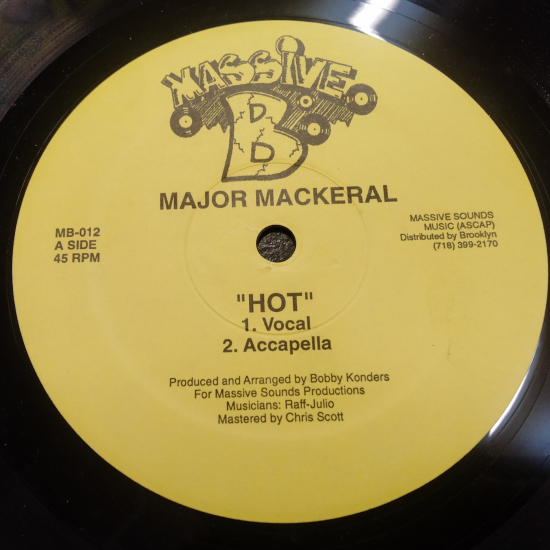 MASSIVE
B
MAJOR MACKERAL
MB-012
A SIDE
45 RPM
MASSIVE SOUNDS
MUSIC (ASCAP)
Distributed by Brooklyn
(718) 399-2170
"HOT"
1. Vocal
2. Accapella
Produced and Arranged by Bobby Konders
For Massive Sounds Productions
Musicians: Raff-Julio
Mastered by Chris Scott